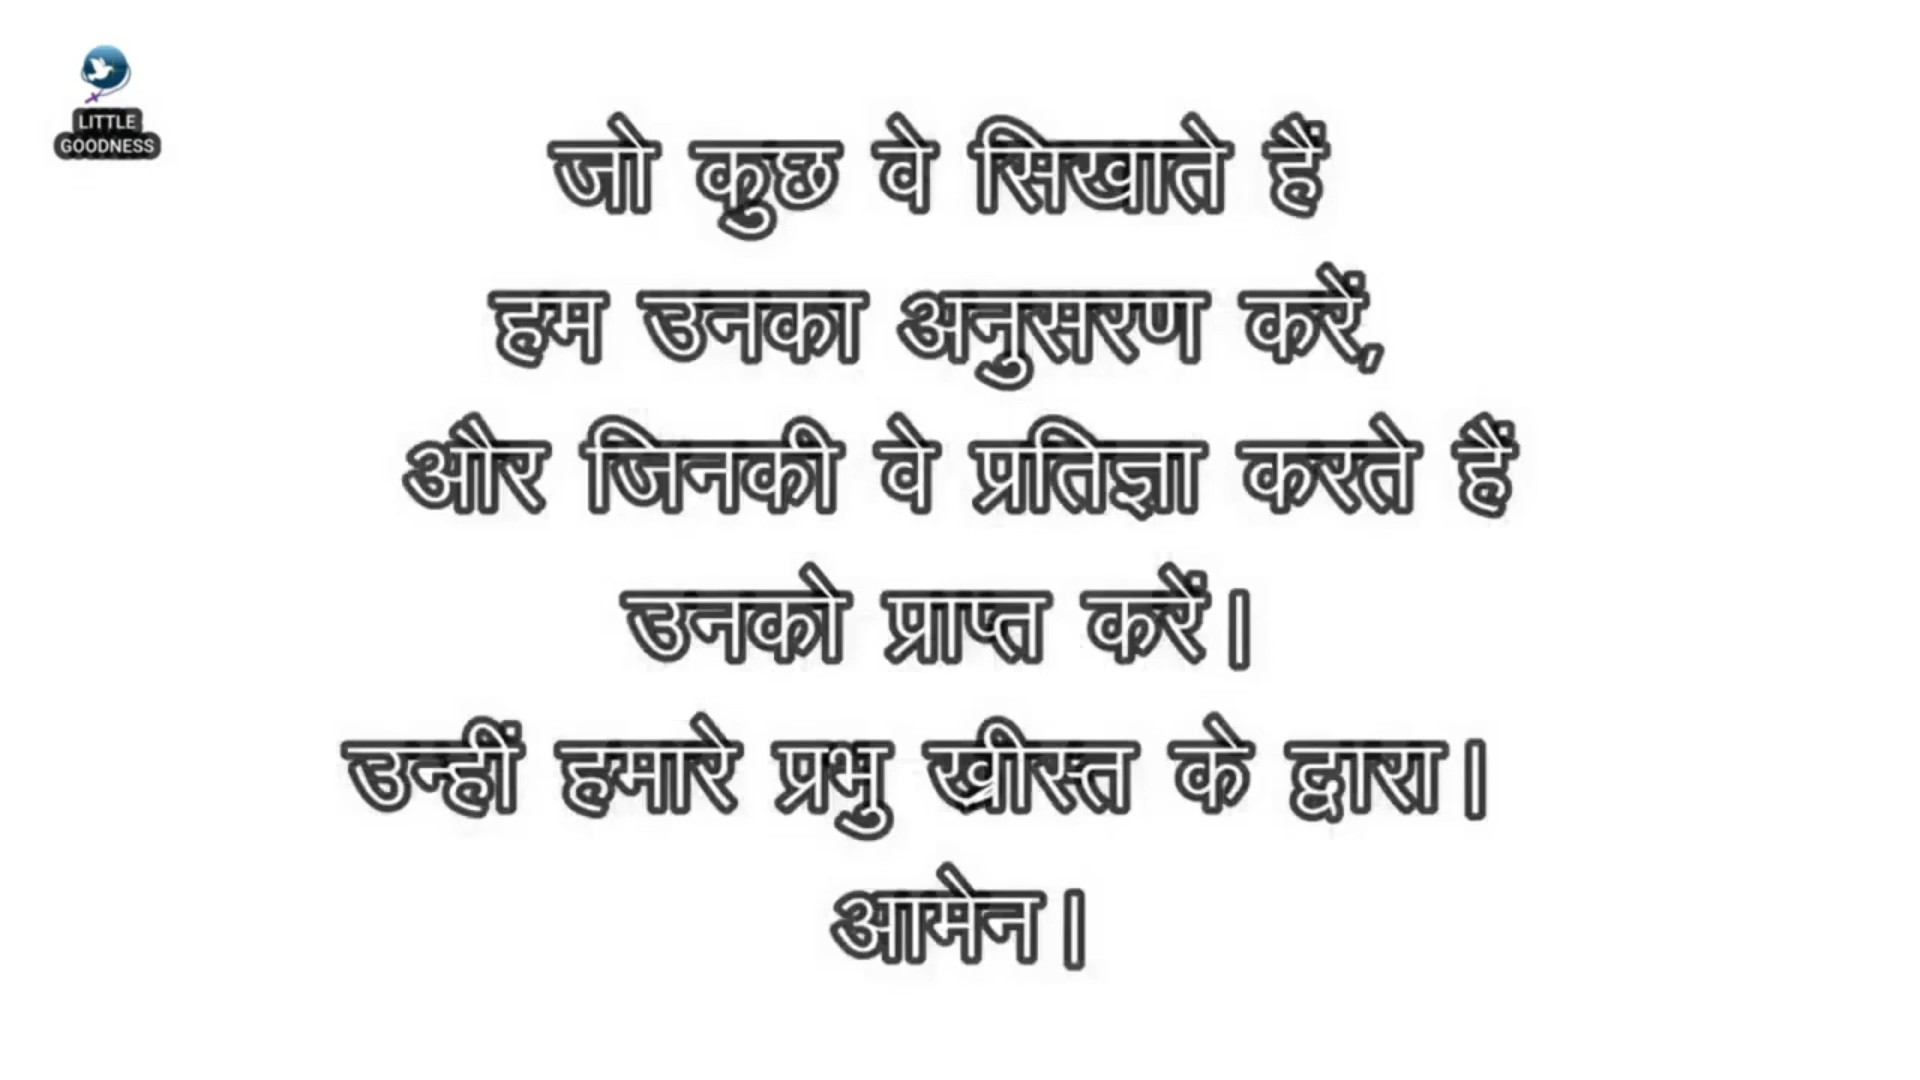 LITTLE
GOODNESS
जो कुछ वे सिखाते हैं
हम उनका अनुसरण करें,
और जिनकी वे प्रतिज्ञा करते हैं
उनको प्राप्त करें।
उन्हीं हमारे प्रभु ख्रीस्त के द्वारा।
आमेन।